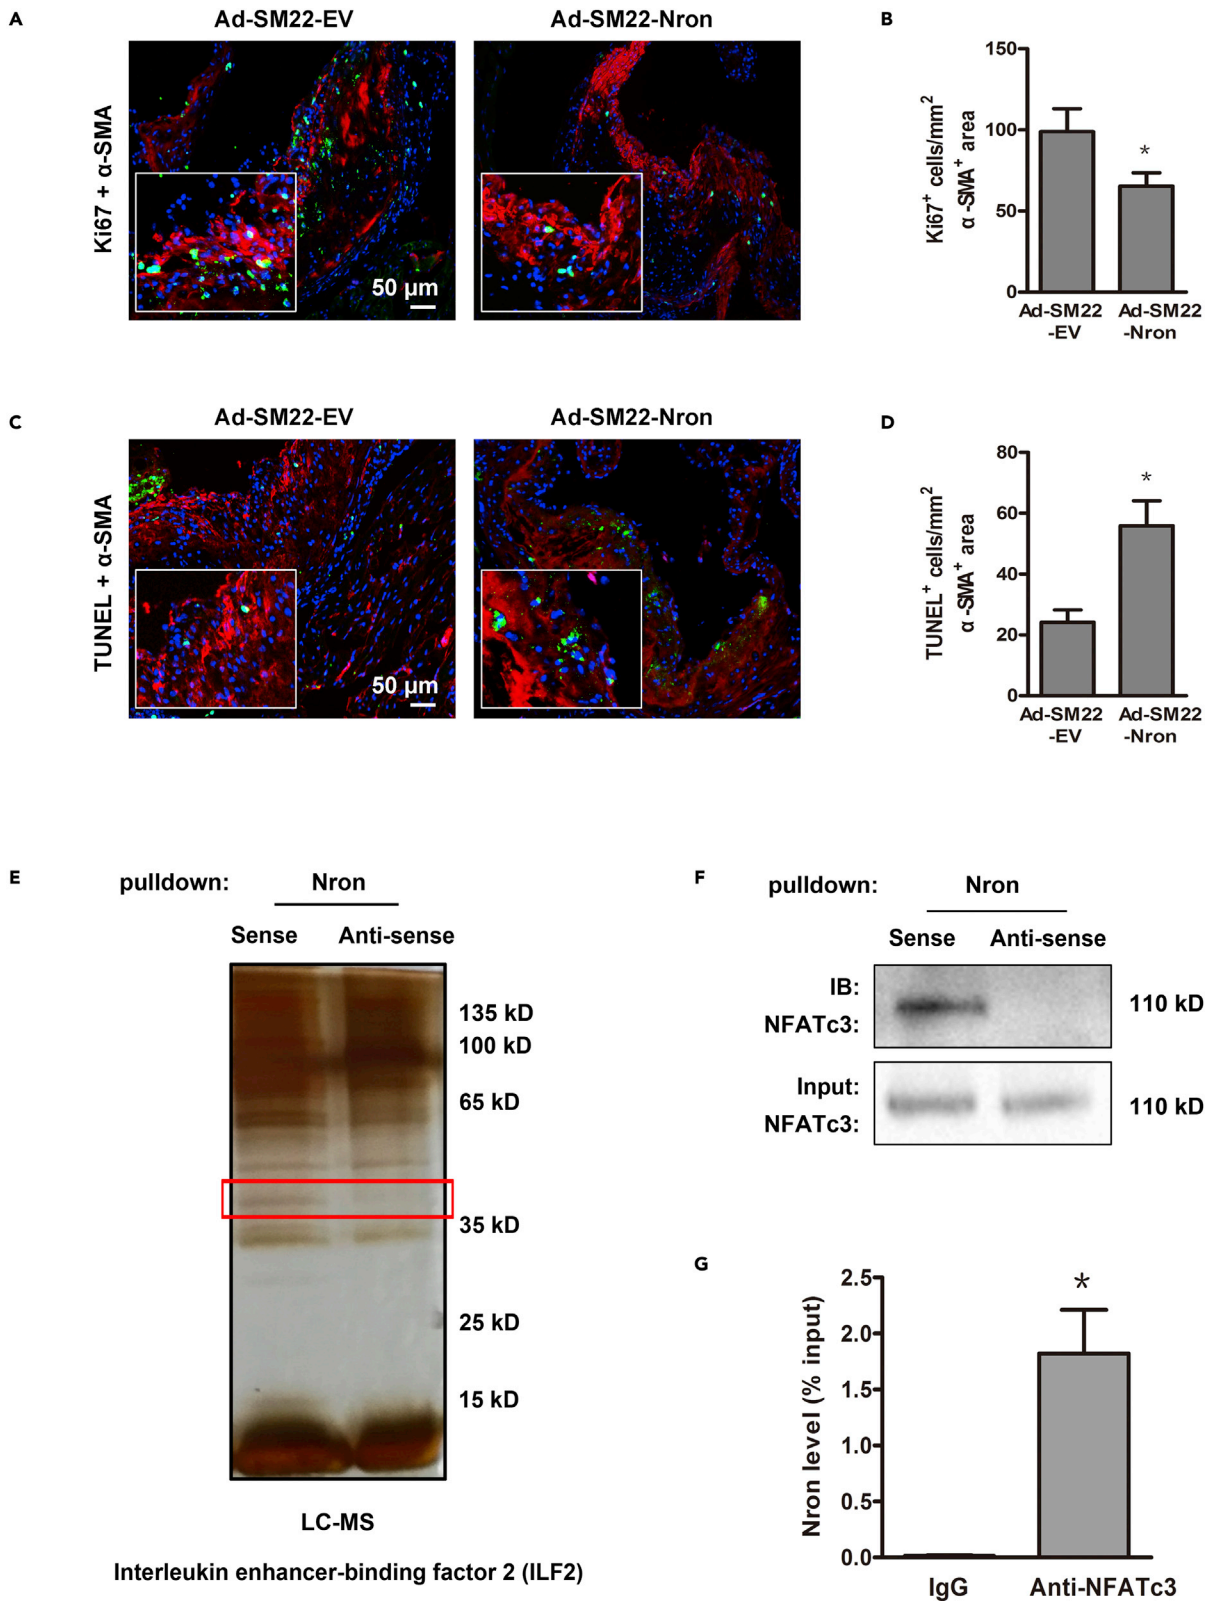 A
Ad-SM22-EV
Ad-SM22-Nron
Ki67 + α-SMA
50 µm
B
Ki67+ cells/mm2
α-SMA+ area
150
100
50
0
*
Ad-SM22
-EV
Ad-SM22
-Nron
C
Ad-SM22-EV
Ad-SM22-Nron
TUNEL + α-SMA
50 µm
D
TUNEL+ cells/mm2
α-SMA+ area
80
60
40
20
0
*
Ad-SM22
-EV
Ad-SM22
-Nron
E
pulldown: Nron
Sense Anti-sense
135 kD
100 kD
65 kD
35 kD
25 kD
15 kD
LC-MS
Interleukin enhancer-binding factor 2 (ILF2)
F
pulldown: Nron
Sense Anti-sense
IB:
NFATc3:
110 kD
Input:
NFATc3:
110 kD
G
Nron level (% input)
2.5
2.0
1.5
1.0
0.5
0.0
*
IgG Anti-NFATc3